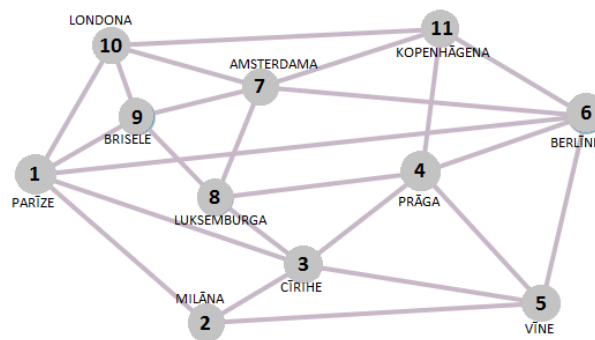 LONDONA
10
11
KOPENHĀGENA
AMSTERDAMA
7
6
BERLĪNE
9
BRISELE
1
PARĪZE
4
PRĀGA
8
LUKSEMBURGA
3
CĪRIHE
MILĀNA
2
5
VĪNE